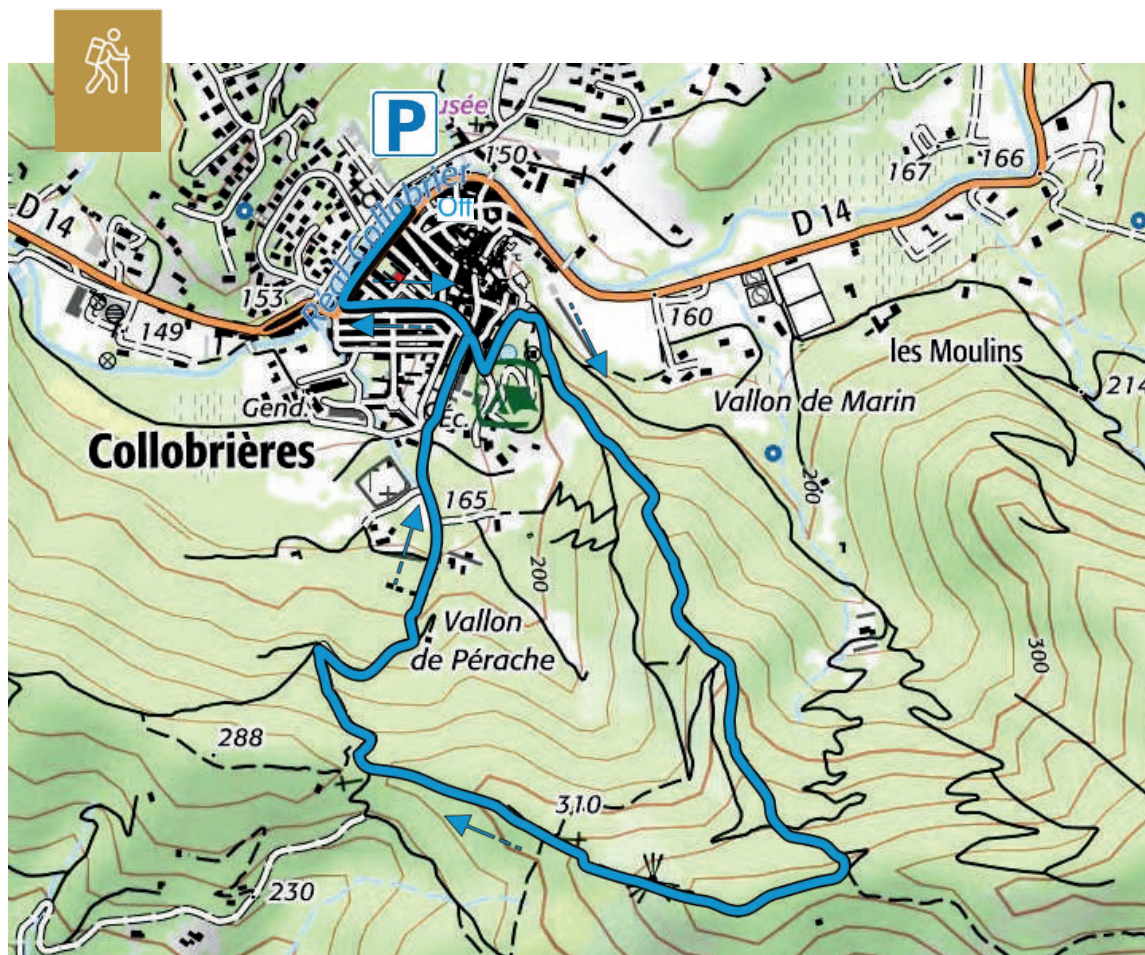 P
usée
150
Réal Collobrier
Off
167
166
D 14
D 14
153
149
160
les Moulins
214
Vallon de Marin
Gend.
Éc.
Collobrières
200
165
200
Vallon
de Pérache
300
288
310
230